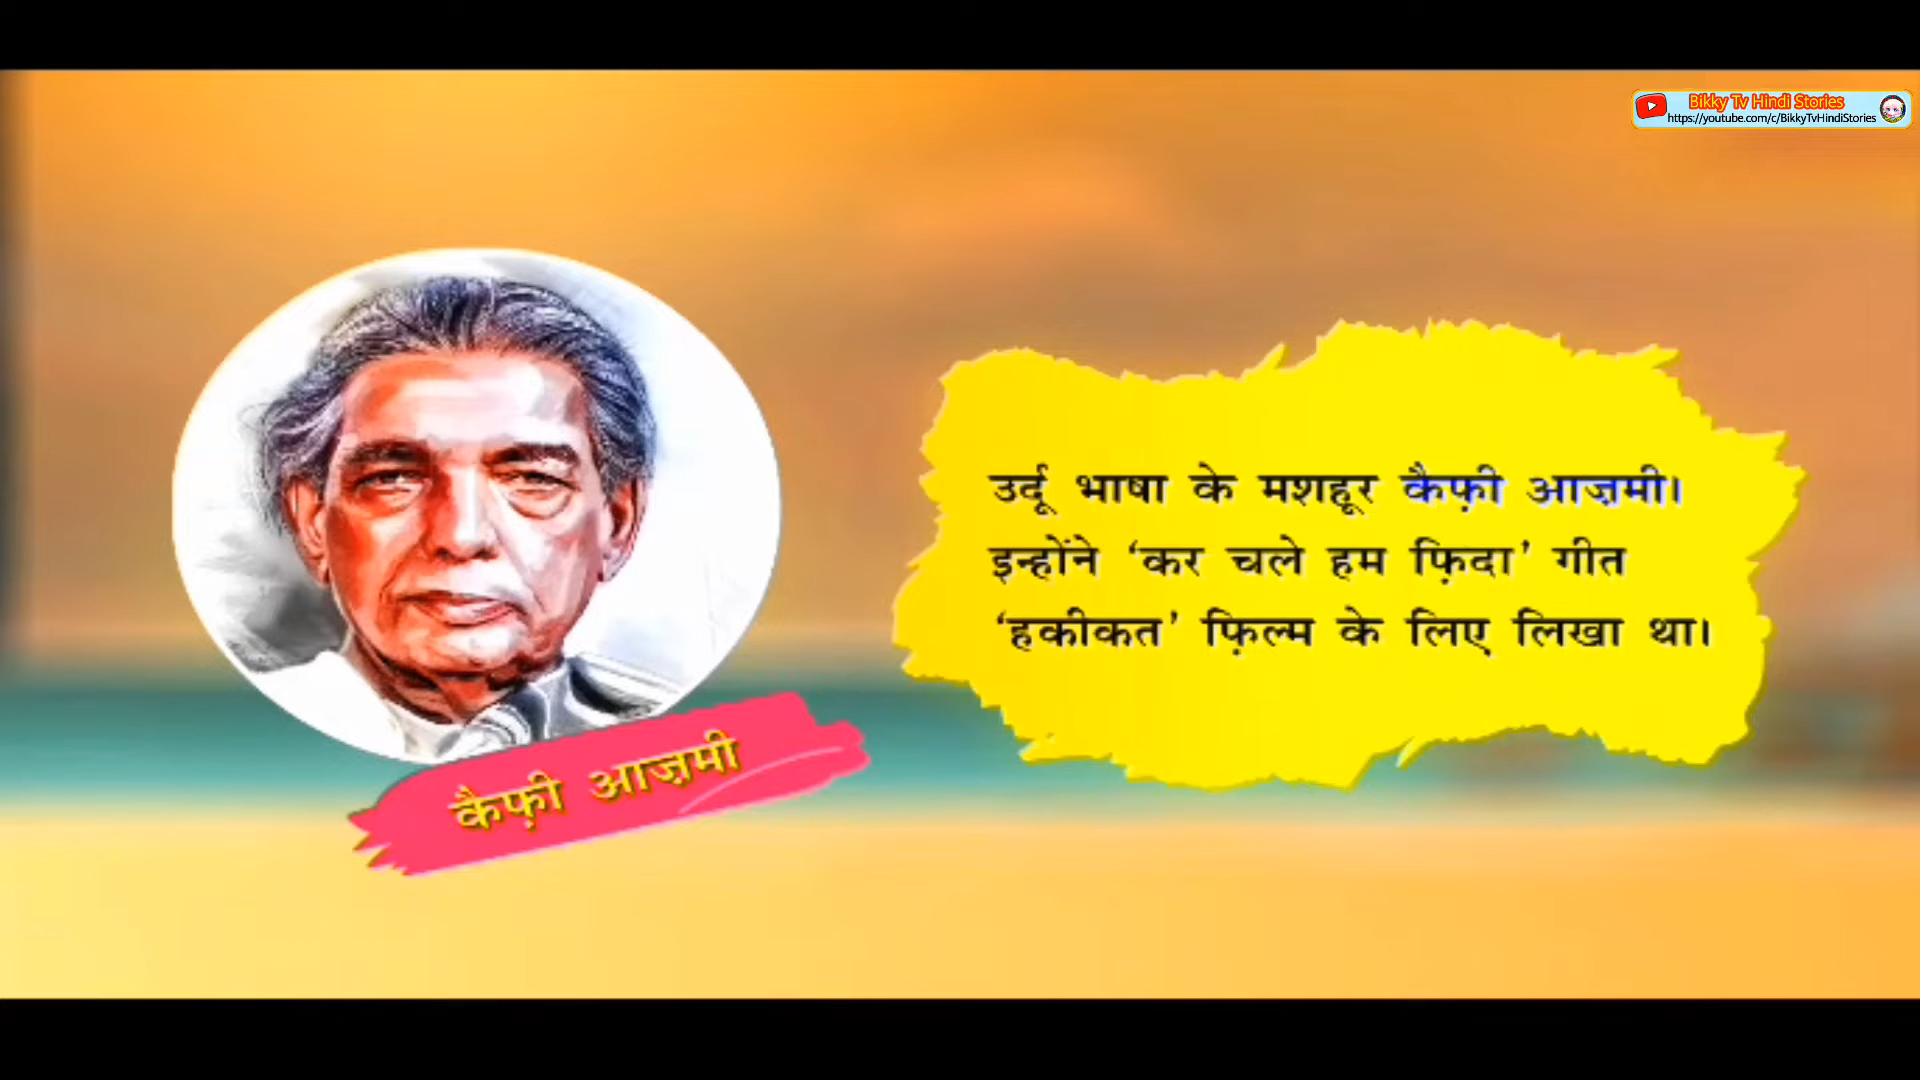 Bikky Tv Hindi Stories
https://youtube.com/c/BikkyTvHindiStories
उर्दू भाषा के मशहूर कैफ़ी आज़मी।
इन्होंने ‘कर चले हम फ़िदा’ गीत
‘हकीकत’ फ़िल्म के लिए लिखा था।
कैफ़ी आज़मी